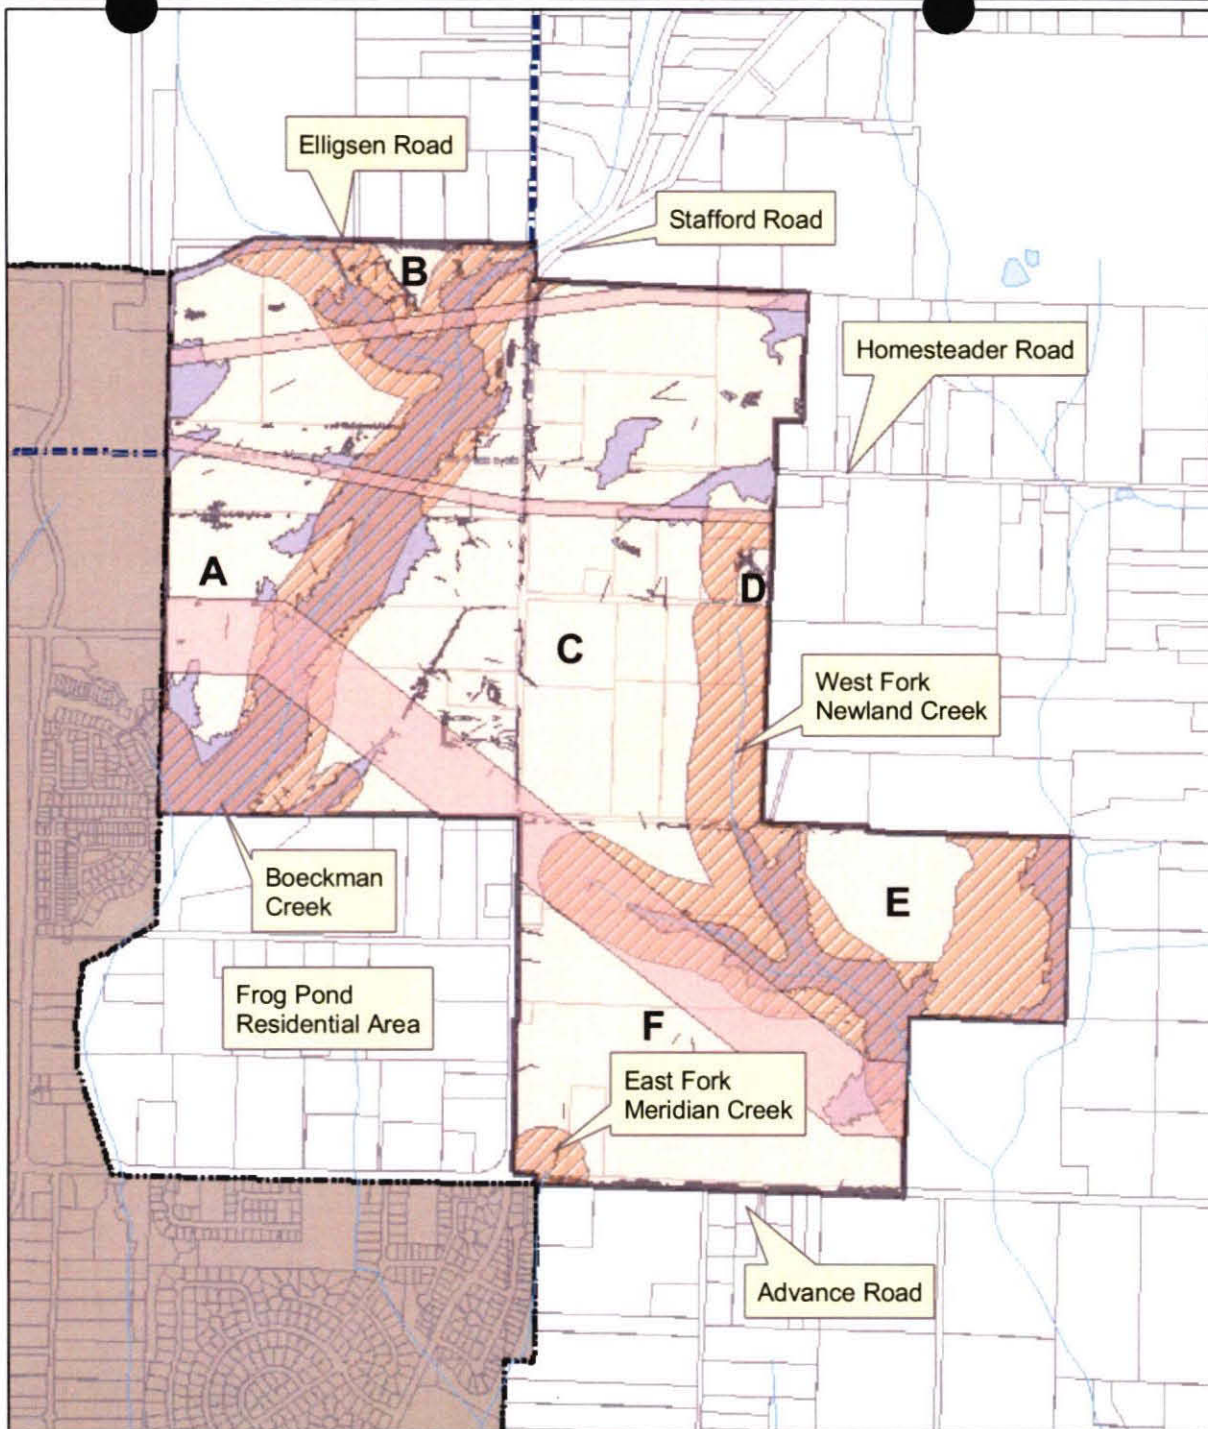 Elligsen Road
Stafford Road
B
Homesteader Road
A
D
C
West Fork
Newland Creek
Boeckman
Creek
E
Frog Pond
Residential Area
F
East Fork
Meridian Creek
Advance Road